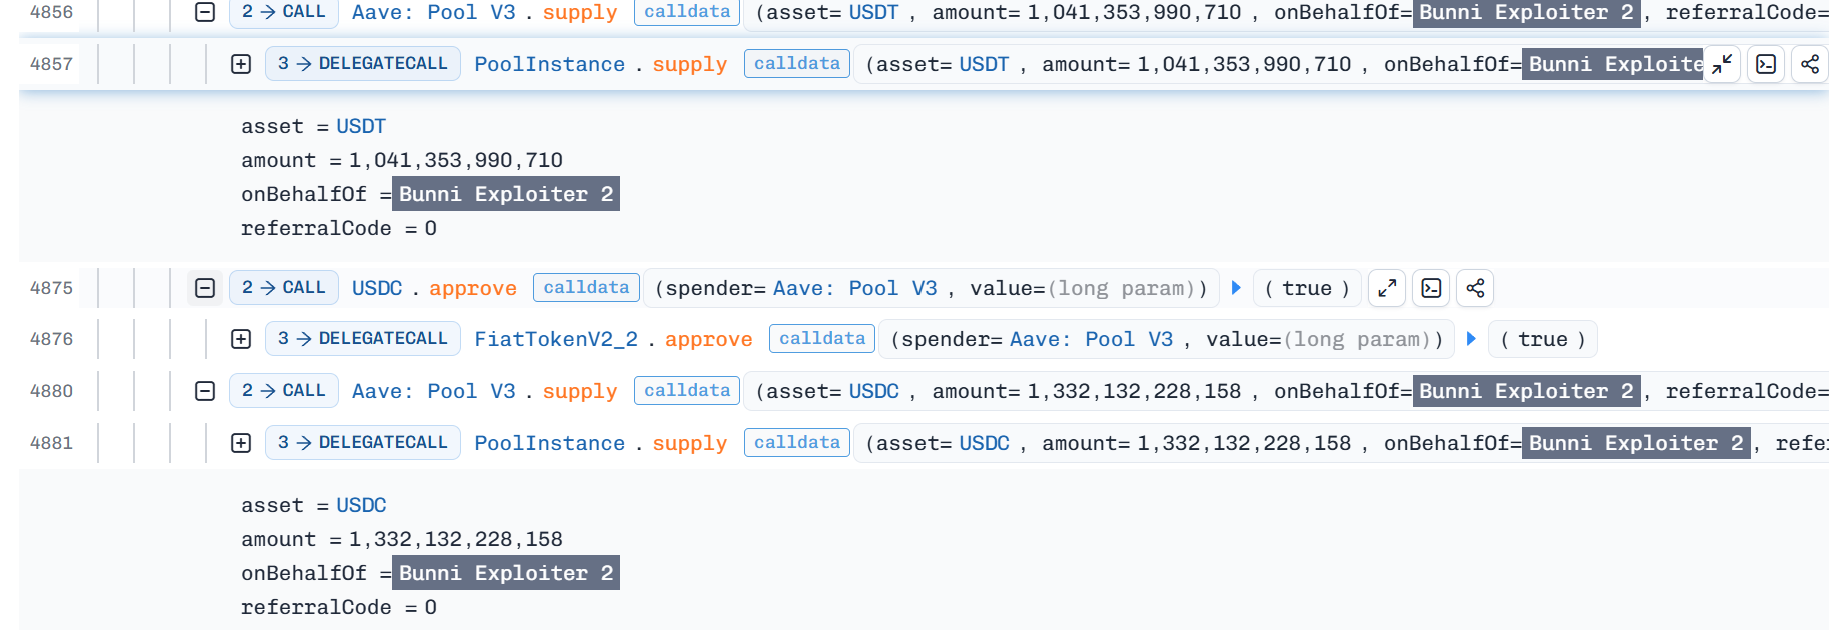 4856 2 → CALL Aave: Pool V3 . supply calldata (asset= USDT , amount= 1,041,353,990,710 , onBehalfOf= Bunni Exploiter 2 , referralCode=
4857 3 → DELEGATECALL PoolInstance . supply calldata (asset= USDT , amount= 1,041,353,990,710 , onBehalfOf= Bunni Exploite
asset = USDT
amount = 1,041,353,990,710
onBehalfOf = Bunni Exploiter 2
referralCode = 0
4875 2 → CALL USDC . approve calldata (spender= Aave: Pool V3 , value=(long param)) ( true )
4876 3 → DELEGATECALL FiatTokenV2_2 . approve calldata (spender= Aave: Pool V3 , value=(long param)) ( true )
4880 2 → CALL Aave: Pool V3 . supply calldata (asset= USDC , amount= 1,332,132,228,158 , onBehalfOf= Bunni Exploiter 2 , referralCode=
4881 3 → DELEGATECALL PoolInstance . supply calldata (asset= USDC , amount= 1,332,132,228,158 , onBehalfOf= Bunni Exploiter 2 , refer
asset = USDC
amount = 1,332,132,228,158
onBehalfOf = Bunni Exploiter 2
referralCode = 0